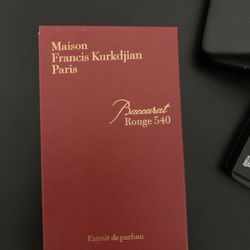 Maison
Francis Kurkdjian
Paris
Baccarat
Rouge 540
Extrait de parfum